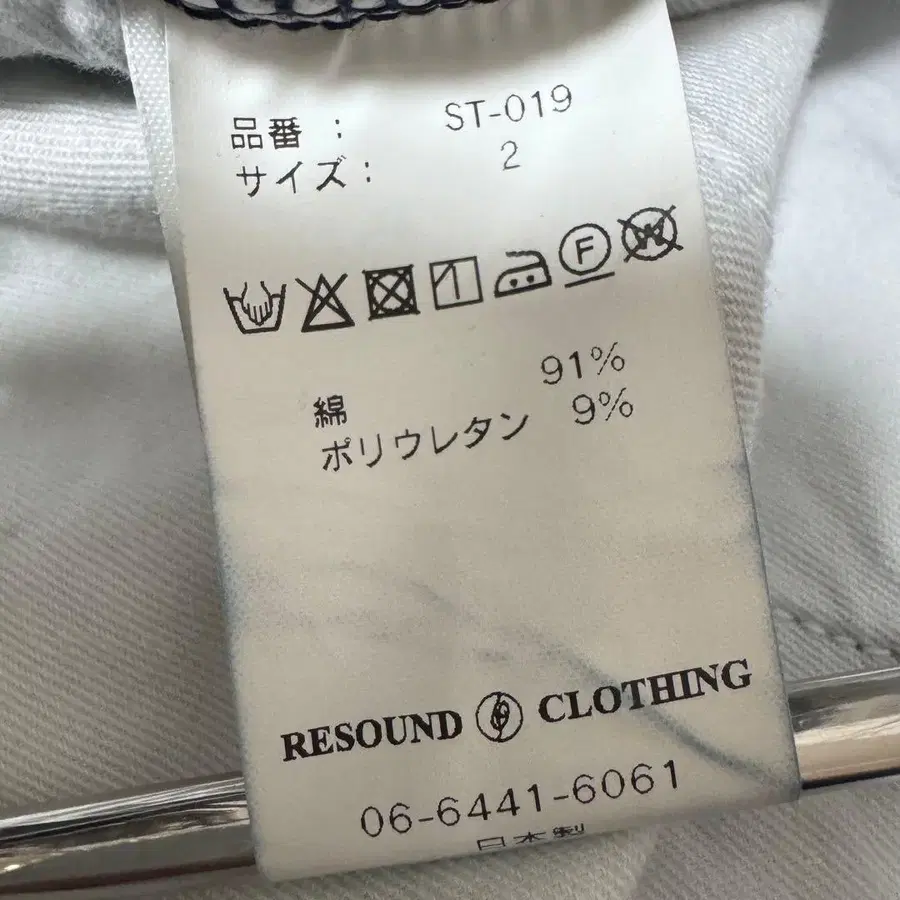 品番 : ST-019
サイズ : 2
F
W
綿 91%
ポリウレタン 9%
RESOUND CLOTHING
06-6441-6061
日本製